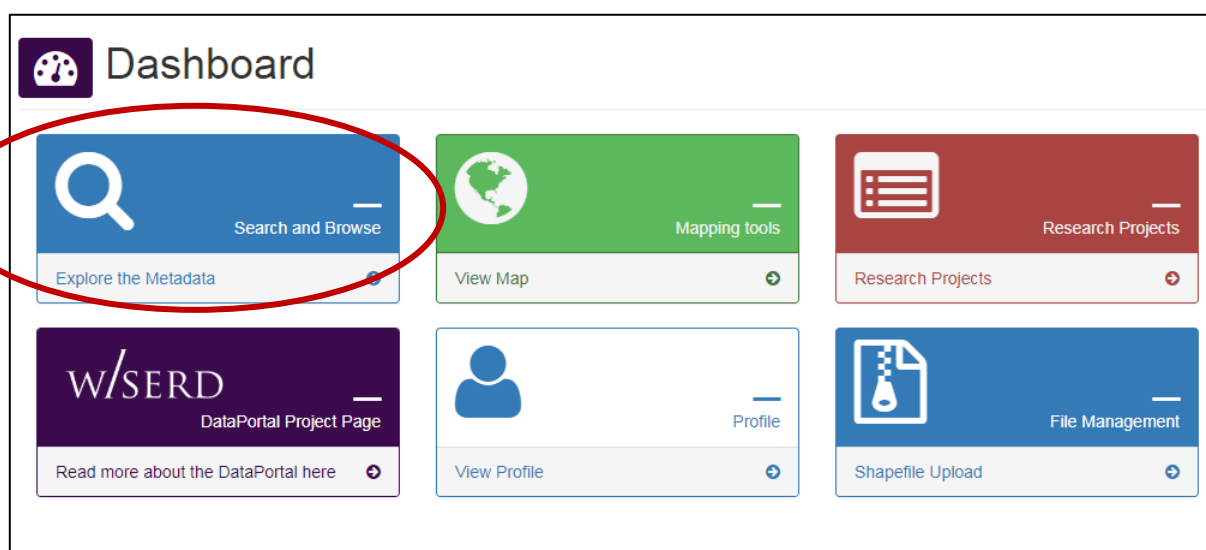 Dashboard
Search and Browse
Explore the Metadata
Mapping tools
View Map
Research Projects
Research Projects
W/SERD
DataPortal Project Page
Read more about the DataPortal here
Profile
View Profile
File Management
Shapefile Upload